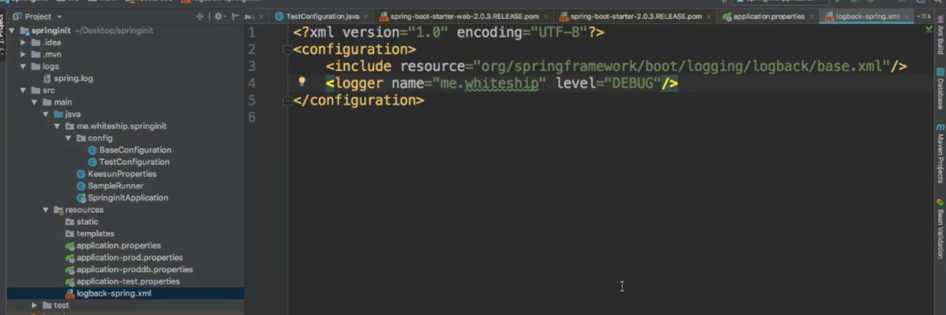 Project
TestConfiguration.java
spring-boot-starter-web-2.0.3.RELEASE.pom
spring-boot-starter-2.0.3.RELEASE.pom
application.properties
logback-spring.xml
springinit ~/Desktop/springinit
.idea
.mvn
logs
spring.log
src
main
java
me.whiteship.springinit
config
BaseConfiguration
TestConfiguration
KeesunProperties
SampleRunner
SpringinitApplication
resources
static
templates
application.properties
application-prod.properties
application-proddb.properties
application-test.properties
logback-spring.xml
test
1 <?xml version="1.0" encoding="UTF-8"?>
2 <configuration>
3 <include resource="org/springframework/boot/logging/logback/base.xml"/>
4 <logger name="me.whiteship" level="DEBUG"/>
5 </configuration>
6
1: Project
Ant Build
Database
Maven Projects
Bean Validation